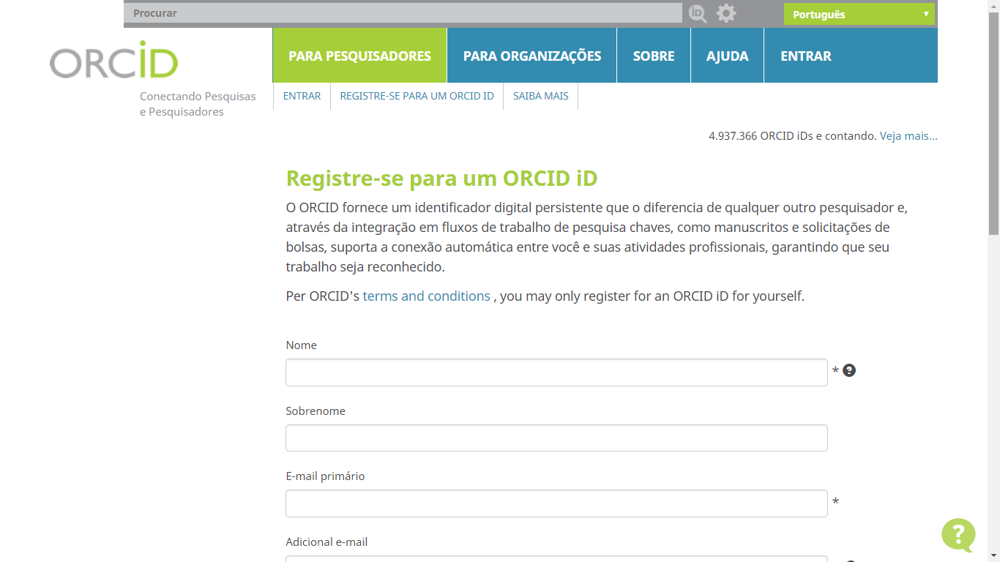 Procurar
Português
ORCID
Conectando Pesquisas
e Pesquisadores
PARA PESQUISADORES
PARA ORGANIZAÇÕES
SOBRE
AJUDA
ENTRAR
ENTRAR
REGISTRE-SE PARA UM ORCID ID
SAIBA MAIS
4.937.366 ORCID iDs e contando. Veja mais...
Registre-se para um ORCID iD
O ORCID fornece um identificador digital persistente que o diferencia de qualquer outro pesquisador e,
através da integração em fluxos de trabalho de pesquisa chaves, como manuscritos e solicitações de
bolsas, suporta a conexão automática entre você e suas atividades profissionais, garantindo que seu
trabalho seja reconhecido.
Per ORCID's terms and conditions , you may only register for an ORCID iD for yourself.
Nome
* ?
Sobrenome
E-mail primário
*
Adicional e-mail
?